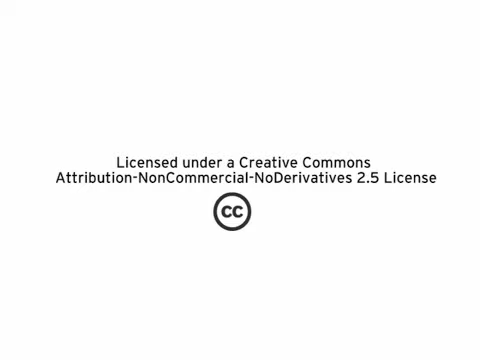 Licensed under a Creative Commons
Attribution-NonCommercial-NoDerivatives 2.5 License
cc